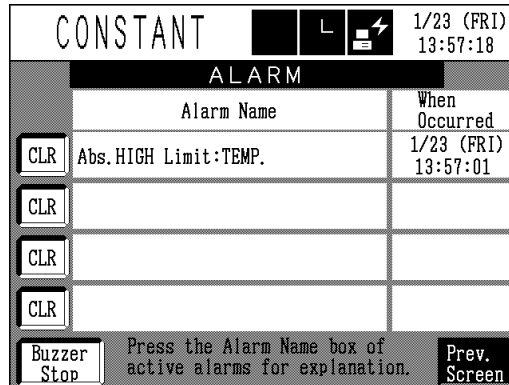 CONSTANT
L
1/23 (FRI)
13:57:18
ALARM
Alarm Name
When
Occurred
CLR
Abs.HIGH Limit:TEMP.
1/23 (FRI)
13:57:01
CLR
CLR
CLR
Buzzer
Stop
Press the Alarm Name box of
active alarms for explanation.
Prev.
Screen